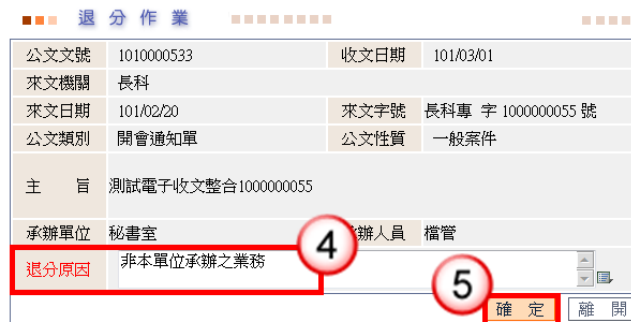 退分作業
公文文號 1010000533 收文日期 101/03/01
來文機關 長科
來文日期 101/02/20 來文字號 長科專 字 1000000055 號
公文類別 開會通知單 公文性質 一般案件
主 旨 測試電子收文整合1000000055
承辦單位 秘書室 辦人員 檔管
4
退分原因 非本單位承辦之業務
5
確 定 離 開